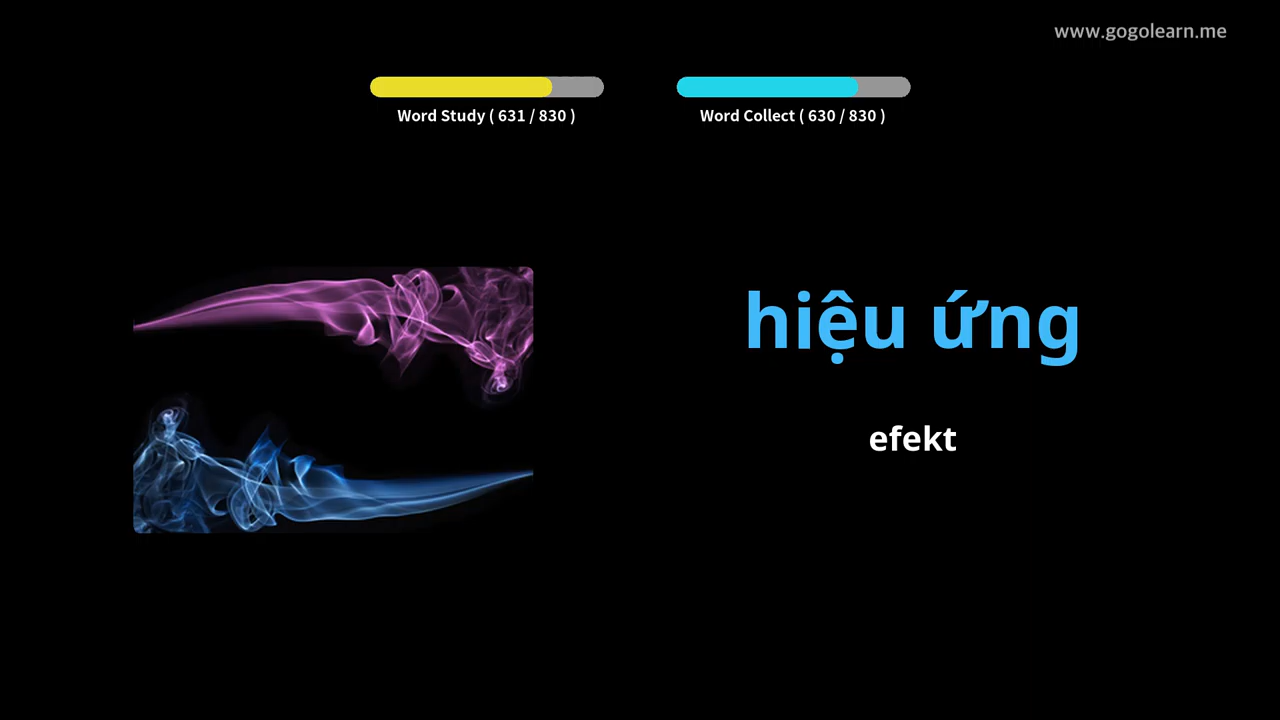 www.gogolearn.me
Word Study ( 631 / 830 )
Word Collect ( 630 / 830 )
hiệu ứng
efekt